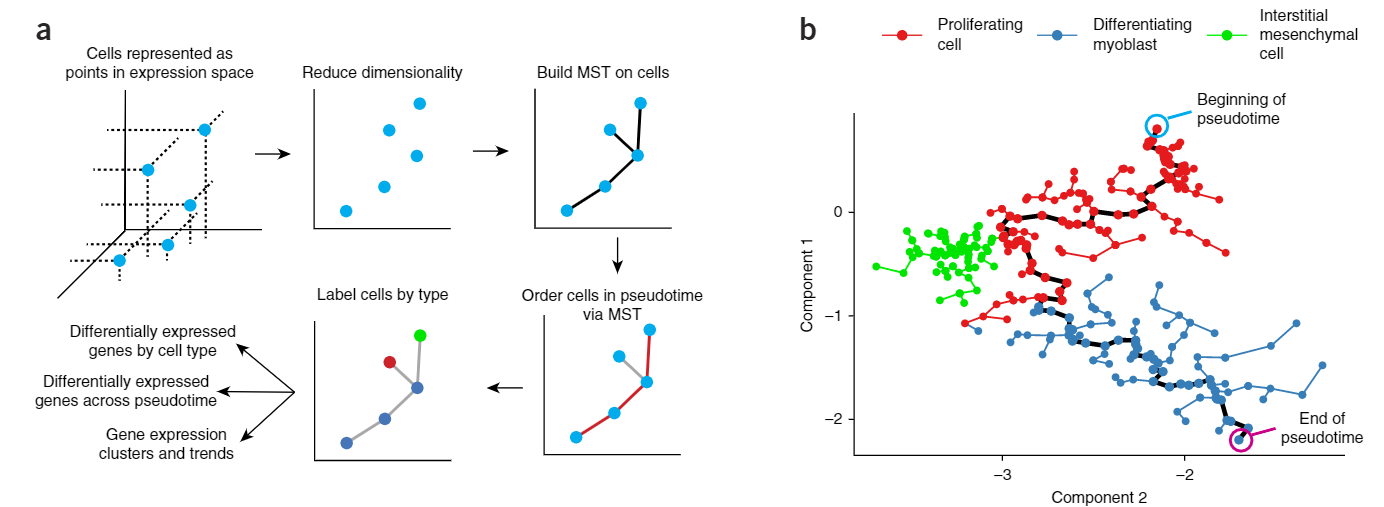 a
Cells represented as
points in expression space
Reduce dimensionality
Build MST on cells
Order cells in pseudotime
via MST
Label cells by type
Differentially expressed
genes by cell type
Differentially expressed
genes across pseudotime
Gene expression
clusters and trends
b
Proliferating
cell
Differentiating
myoblast
Interstitial
mesenchymal
cell
Beginning of
pseudotime
End of
pseudotime
Component 1
0
−1
−2
−3
−2
Component 2